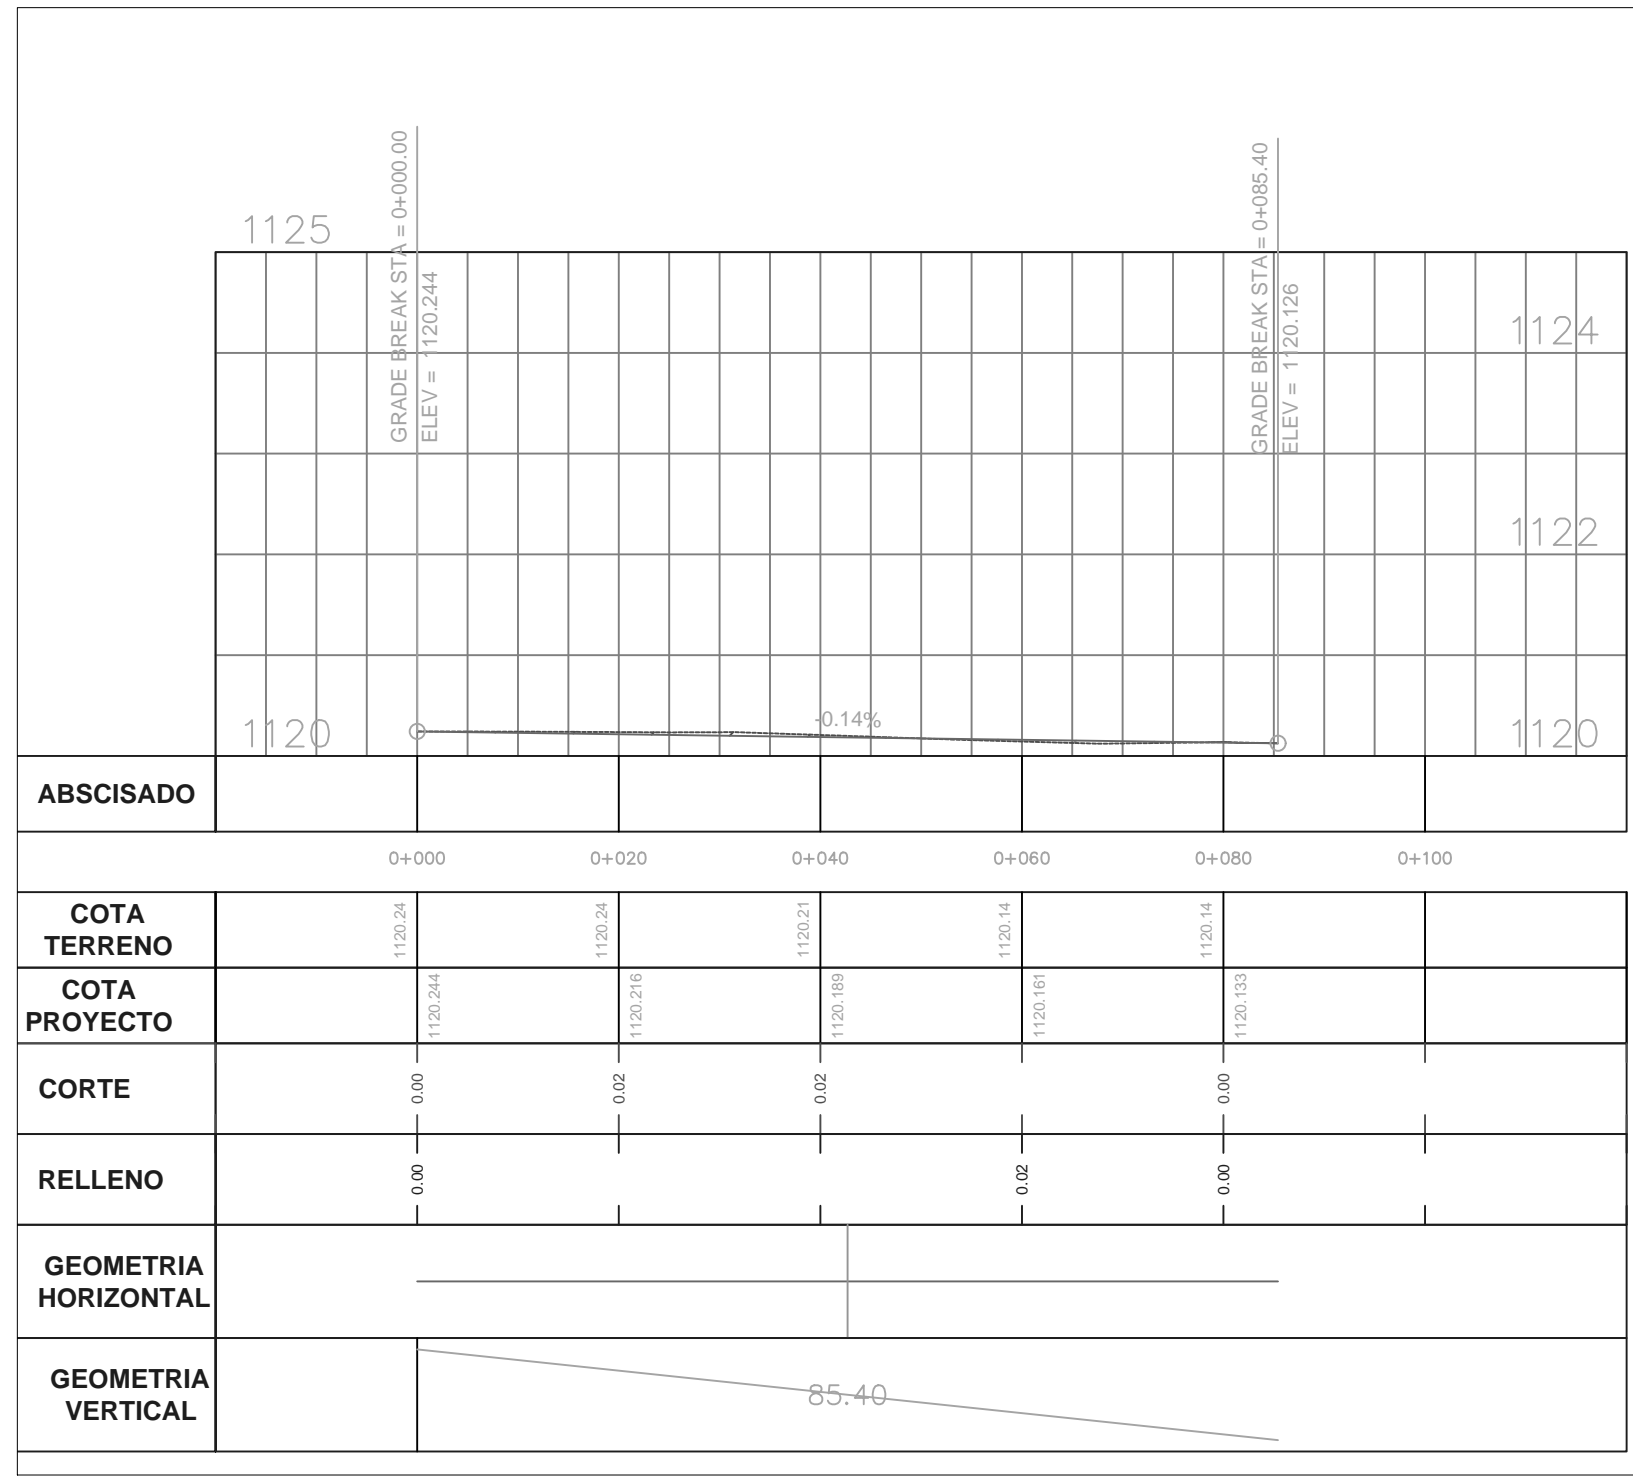 GRADE BREAK STA = 0+000.00
ELEV = 1120.244
GRADE BREAK STA = 0+085.40
ELEV = 1120.126
1125
1124
1122
1120
1120
-0.14%
ABSCISADO
0+000 0+020 0+040 0+060 0+080 0+100
COTA
TERRENO
1120.24 1120.24 1120.21 1120.14 1120.14
COTA
PROYECTO
1120.244 1120.216 1120.189 1120.161 1120.133
CORTE
0.00 0.02 0.02 0.00
RELLENO
0.00 0.02 0.00
GEOMETRIA
HORIZONTAL
GEOMETRIA
VERTICAL
85.40